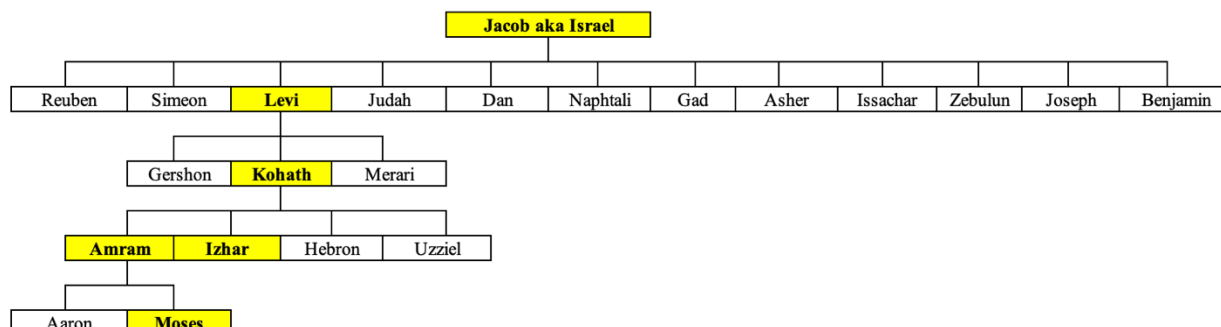 Jacob aka Israel
Reuben Simeon Levi Judah Dan Naphtali Gad Asher Issachar Zebulun Joseph Benjamin
Gershon Kohath Merari
Amram Izhar Hebron Uzziel
Aaron Moses